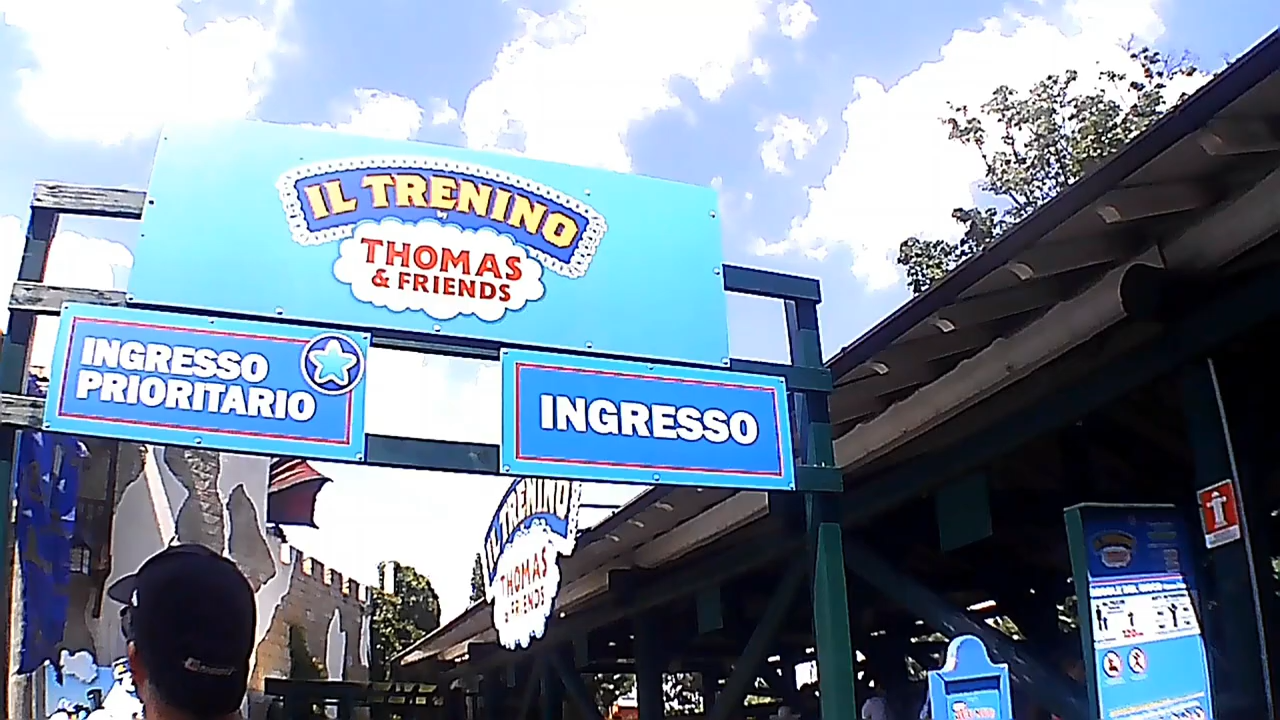 IL TRENINO
by
THOMAS
& FRIENDS
INGRESSO
PRIORITARIO
INGRESSO
IL TRENINO
THOMAS
& FRIENDS